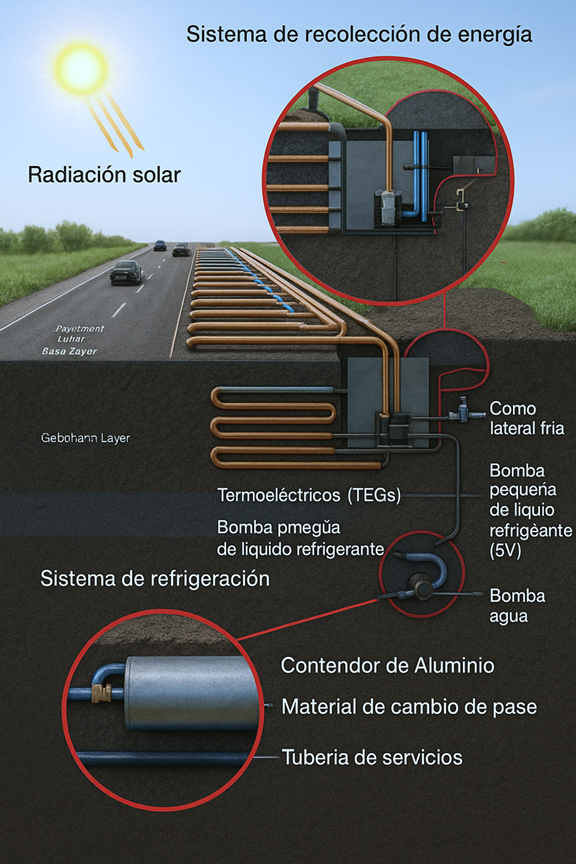 Sistema de recolección de energía
Radiación solar
Payetment
Luhar
Baso Zayor
Gebohann Layer
Como
lateral fria
Bomba
pequeña
de liquio
refrigèante
(5V)
Termoeléctricos (TEGs)
Bomba pmegŭa
de liquido refrigerante
Sistema de refrigeración
Bomba
agua
Contendor de Aluminio
Material de cambio de pase
Tuberia de servicios